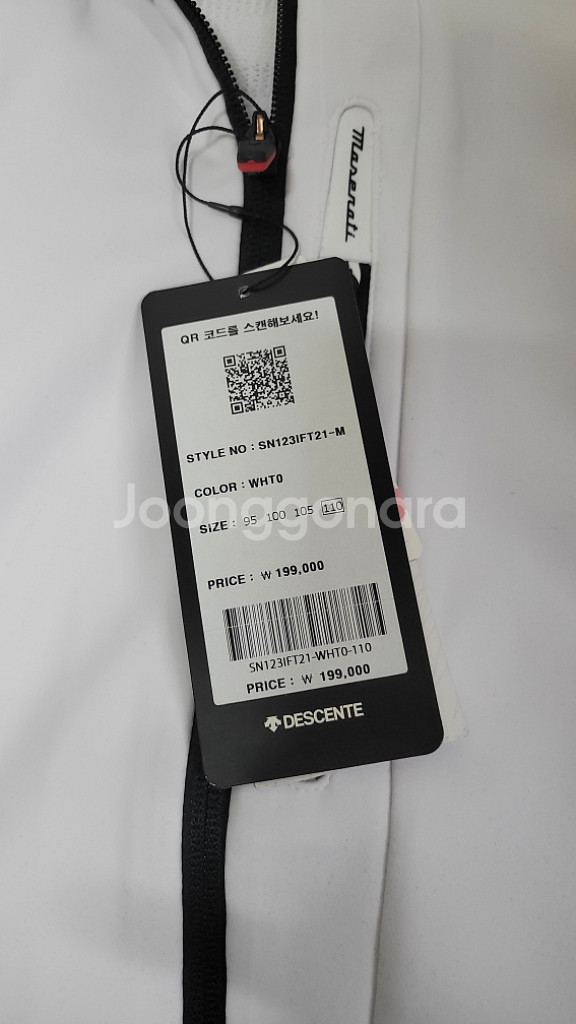 Maserati
QR 코드를 스캔해보세요!
STYLE NO : SN123IFT21-M
COLOR : WHT0
Joonggonara
SIZE : 95 100 105 110
PRICE : ₩ 199,000
SN123IFT21-WHT0-110
PRICE : ₩ 199,000
DESCENTE